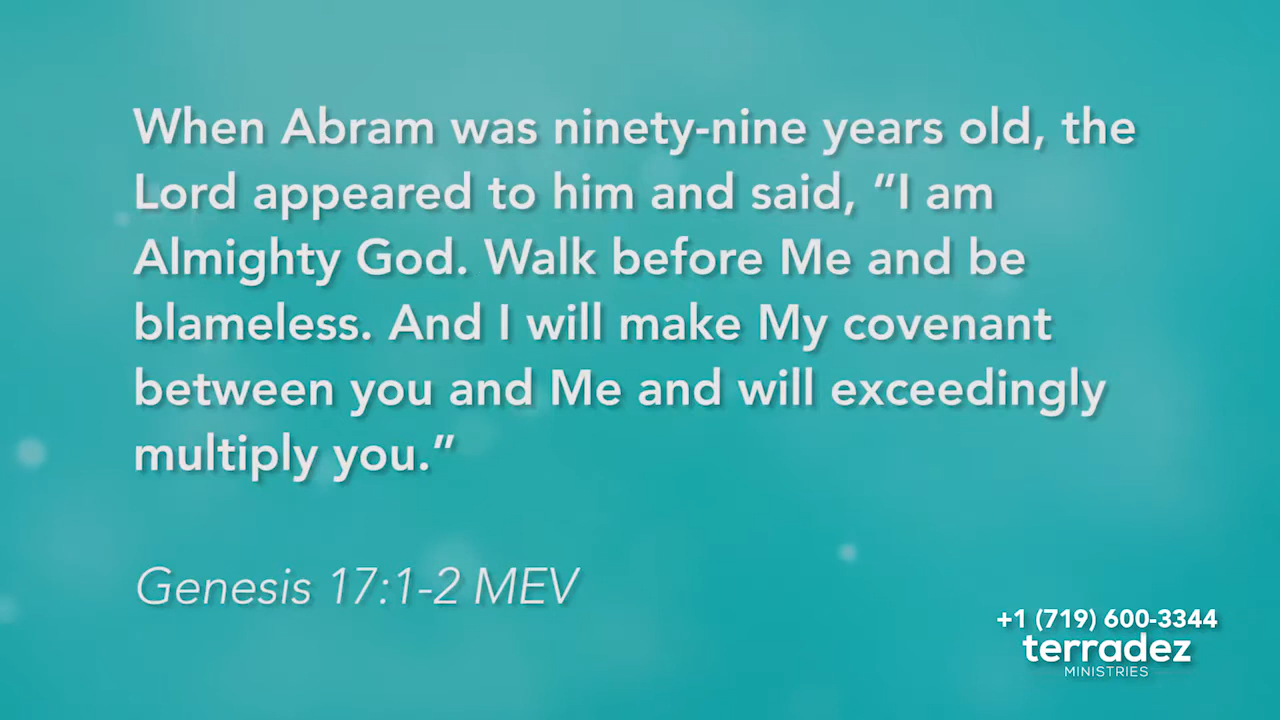 When Abram was ninety-nine years old, the
Lord appeared to him and said, “I am
Almighty God. Walk before Me and be
blameless. And I will make My covenant
between you and Me and will exceedingly
multiply you.”
Genesis 17:1-2 MEV
+1 (719) 600-3344
terradez
MINISTRIES